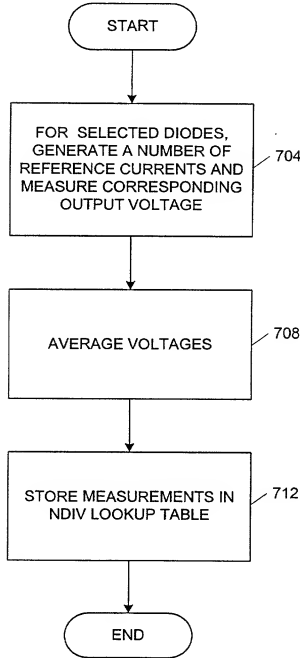 START
FOR SELECTED DIODES,
GENERATE A NUMBER OF
REFERENCE CURRENTS AND
MEASURE CORRESPONDING
OUTPUT VOLTAGE
704
AVERAGE VOLTAGES
708
STORE MEASUREMENTS IN
NDIV LOOKUP TABLE
712
END